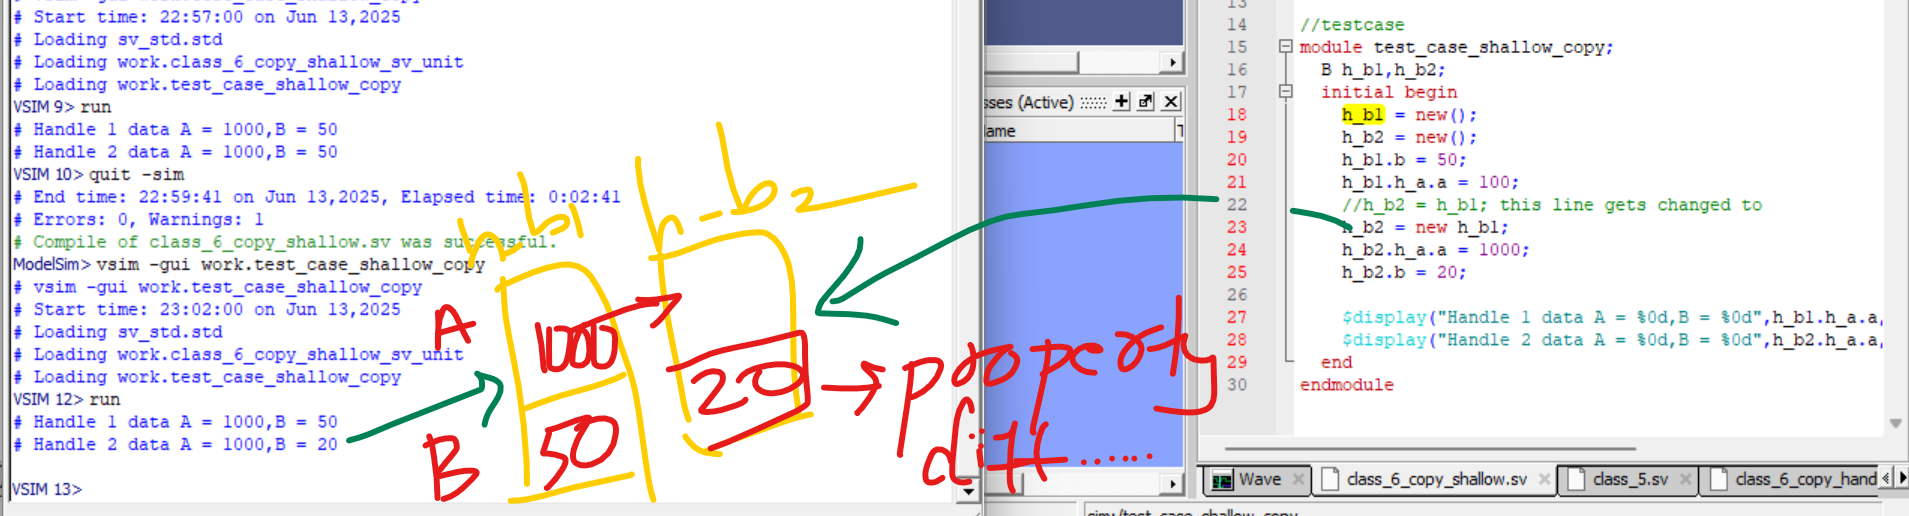 # Start time: 22:57:00 on Jun 13,2025
# Loading sv_std.std
# Loading work.class_6_copy_shallow_sv_unit
# Loading work.test_case_shallow_copy
VSIM 9> run
# Handle 1 data A = 1000,B = 50
# Handle 2 data A = 1000,B = 50
VSIM 10> quit -sim
# End time: 22:59:41 on Jun 13,2025, Elapsed time: 0:02:41
# Errors: 0, Warnings: 1
# Compile of class_6_copy_shallow.sv was successful.
ModelSim> vsim -gui work.test_case_shallow_copy
# vsim -gui work.test_case_shallow_copy
# Start time: 23:02:00 on Jun 13,2025
# Loading sv_std.std
# Loading work.class_6_copy_shallow_sv_unit
# Loading work.test_case_shallow_copy
VSIM 12> run
# Handle 1 data A = 1000,B = 50
# Handle 2 data A = 1000,B = 20
VSIM 13>
h_b1
h_b2
A
1000
B
50
20
property
diff......
sses (Active)
ame
13
14 //testcase
15 module test_case_shallow_copy;
16 B h_b1,h_b2;
17 initial begin
18 h_b1 = new();
19 h_b2 = new();
20 h_b1.b = 50;
21 h_b1.h_a.a = 100;
22 //h_b2 = h_b1; this line gets changed to
23 h_b2 = new h_b1;
24 h_b2.h_a.a = 1000;
25 h_b2.b = 20;
26
27 $display("Handle 1 data A = %0d,B = %0d",h_b1.h_a.a,
28 $display("Handle 2 data A = %0d,B = %0d",h_b2.h_a.a,
29 end
30 endmodule
Wave
class_6_copy_shallow.sv
class_5.sv
class_6_copy_hand